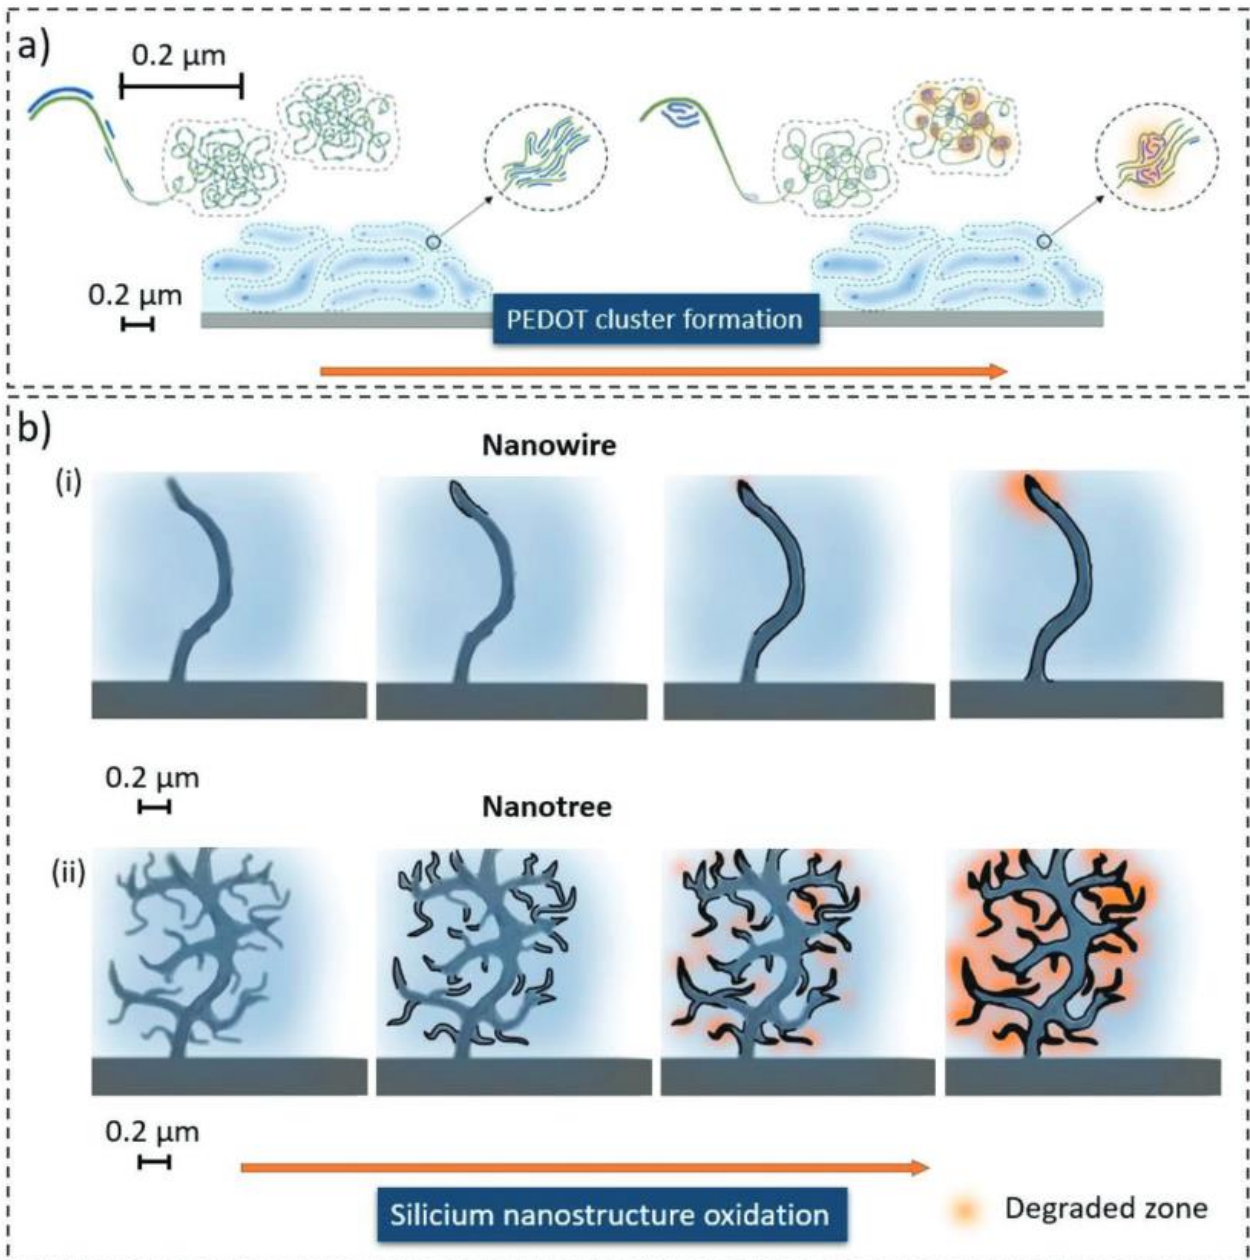 a)
0.2 μm
0.2 μm
PEDOT cluster formation
b)
Nanowire
(i)
0.2 μm
Nanotree
(ii)
0.2 μm
Silicium nanostructure oxidation
Degraded zone